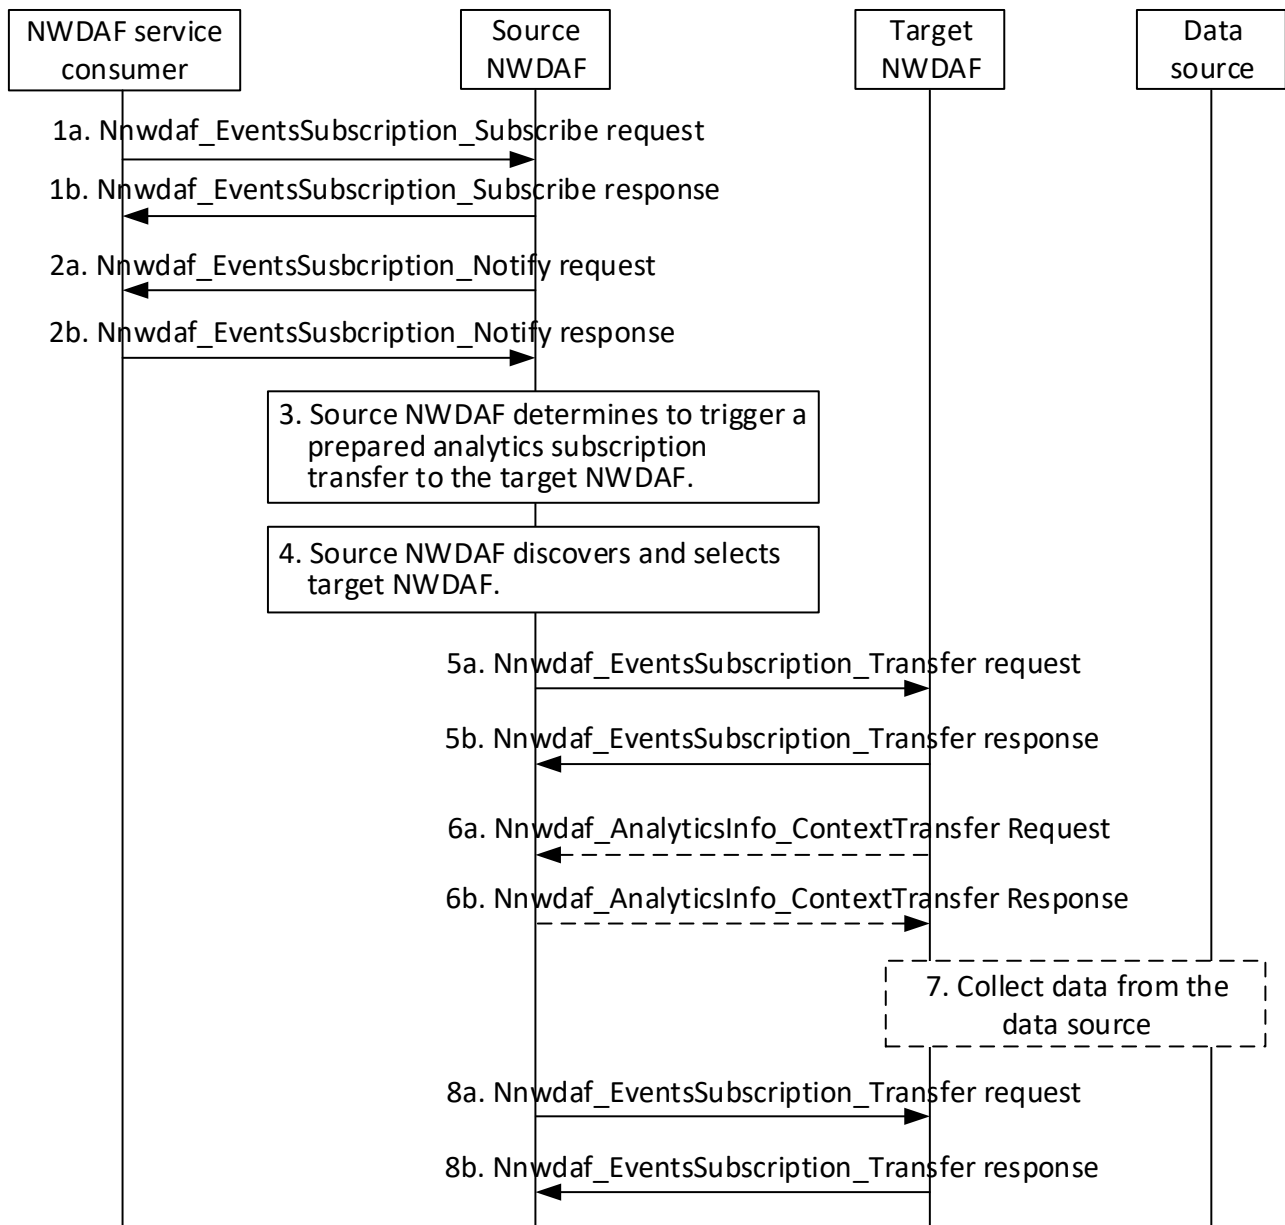 NWDAF service
consumer
Source
NWDAF
Target
NWDAF
Data
source
1a. Nnwdaf_EventsSubscription_Subscribe request
1b. Nnwdaf_EventsSubscription_Subscribe response
2a. Nnwdaf_EventsSusbcription_Notify request
2b. Nnwdaf_EventsSusbcription_Notify response
3. Source NWDAF determines to trigger a
prepared analytics subscription
transfer to the target NWDAF.
4. Source NWDAF discovers and selects
target NWDAF.
5a. Nnwdaf_EventsSubscription_Transfer request
5b. Nnwdaf_EventsSubscription_Transfer response
6a. Nnwdaf_AnalyticsInfo_ContextTransfer Request
6b. Nnwdaf_AnalyticsInfo_ContextTransfer Response
7. Collect data from the
data source
8a. Nnwdaf_EventsSubscription_Transfer request
8b. Nnwdaf_EventsSubscription_Transfer response